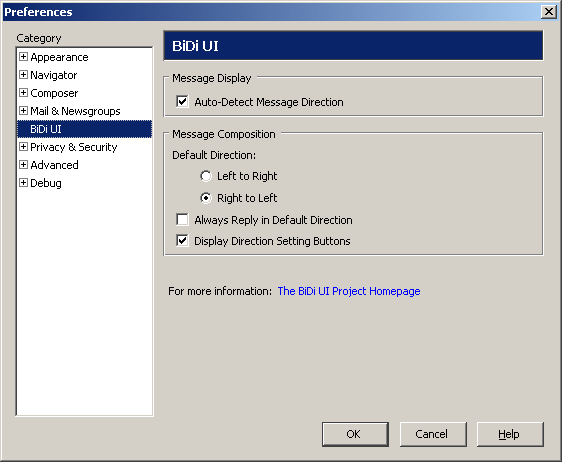 Preferences
Category
Appearance
Navigator
Composer
Mail & Newsgroups
BiDi UI
Privacy & Security
Advanced
Debug
BiDi UI
Message Display
Auto-Detect Message Direction
Message Composition
Default Direction:
Left to Right
Right to Left
Always Reply in Default Direction
Display Direction Setting Buttons
For more information: The BiDi UI Project Homepage
OK Cancel Help